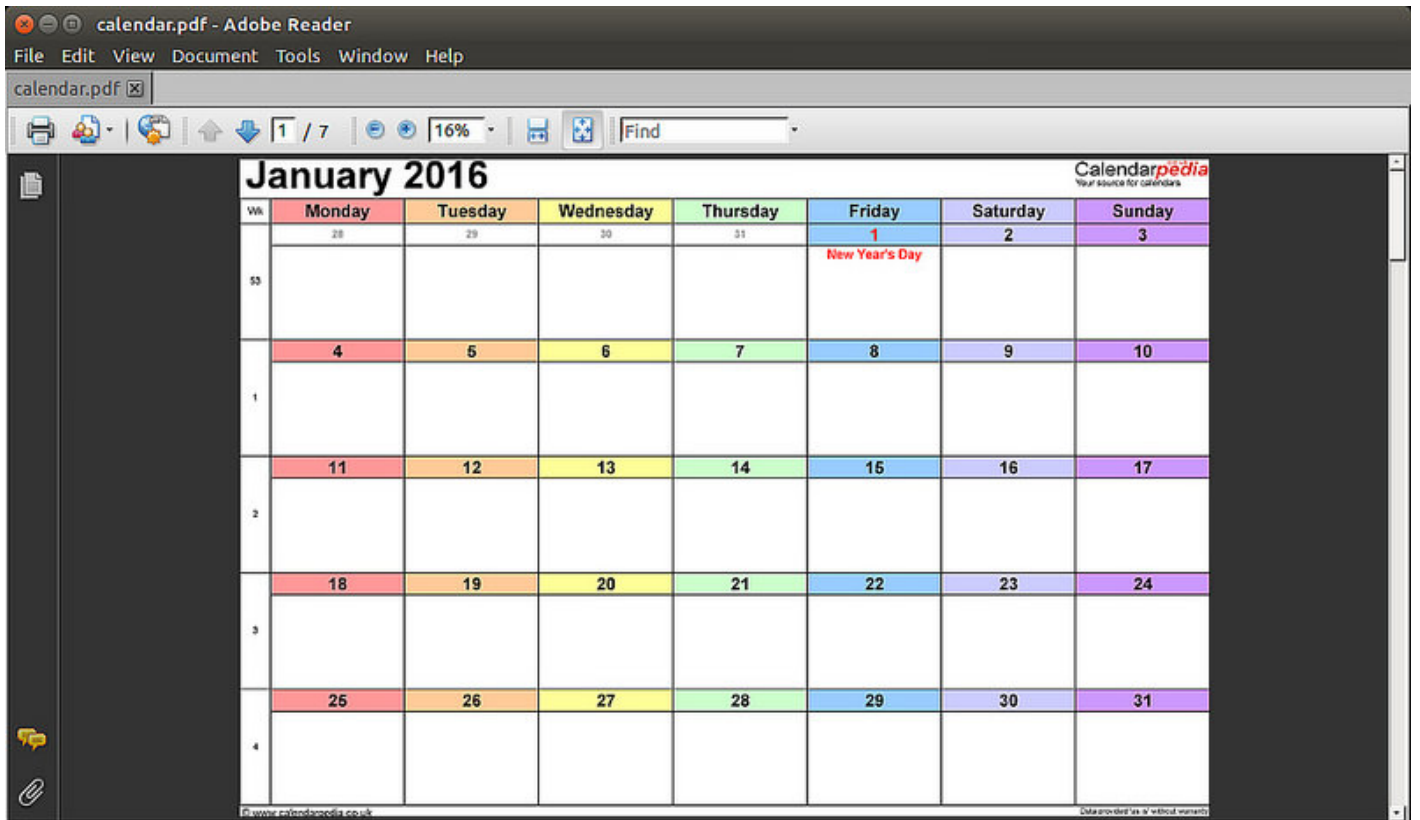 calendar.pdf - Adobe Reader
File Edit View Document Tools Window Help
calendar.pdf
1 / 7 16% Find
January 2016
Calendarpedia
Your source for calendars
Wk Monday Tuesday Wednesday Thursday Friday Saturday Sunday
28 29 30 31 1 2 3
New Year's Day
53
4 5 6 7 8 9 10
1
11 12 13 14 15 16 17
2
18 19 20 21 22 23 24
3
25 26 27 28 29 30 31
4
© www.calendarpedia.co.uk Data provided 'as is' without warranty